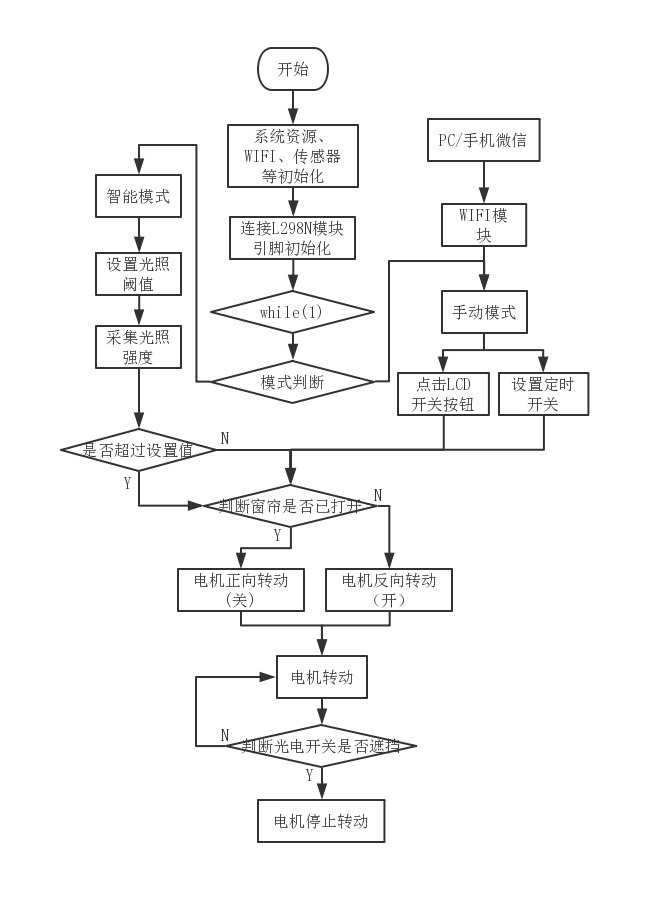 开始
系统资源、
WIFI、传感器
等初始化
PC/手机微信
智能模式
WIFI模
块
连接L298N模块
引脚初始化
设置光照
阈值
while(1)
手动模式
采集光照
强度
模式判断
点击LCD
开关按钮
设置定时
开关
是否超过设置值
N
Y
判断窗帘是否已打开
N
Y
电机正向转动
(关)
电机反向转动
（开）
电机转动
N
判断光电开关是否遮挡
Y
电机停止转动